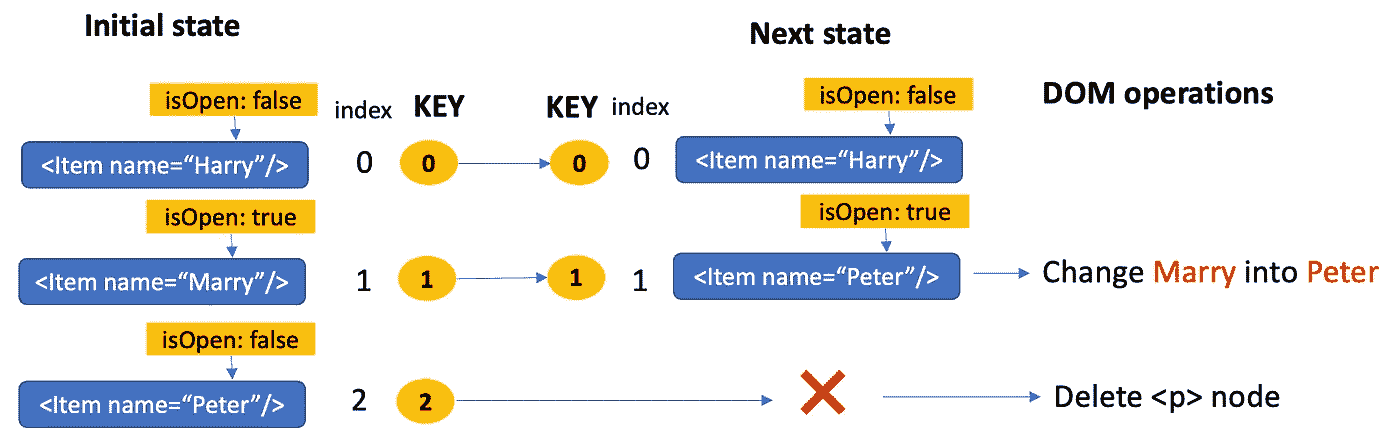 Initial state
Next state
isOpen: false
index KEY
KEY index
isOpen: false
DOM operations
<Item name=“Harry”/>
0
0
0
0
<Item name=“Harry”/>
isOpen: true
isOpen: true
<Item name=“Marry”/>
1
1
1
1
<Item name=“Peter”/>
Change Marry into Peter
isOpen: false
<Item name=“Peter”/>
2
2
Delete <p> node